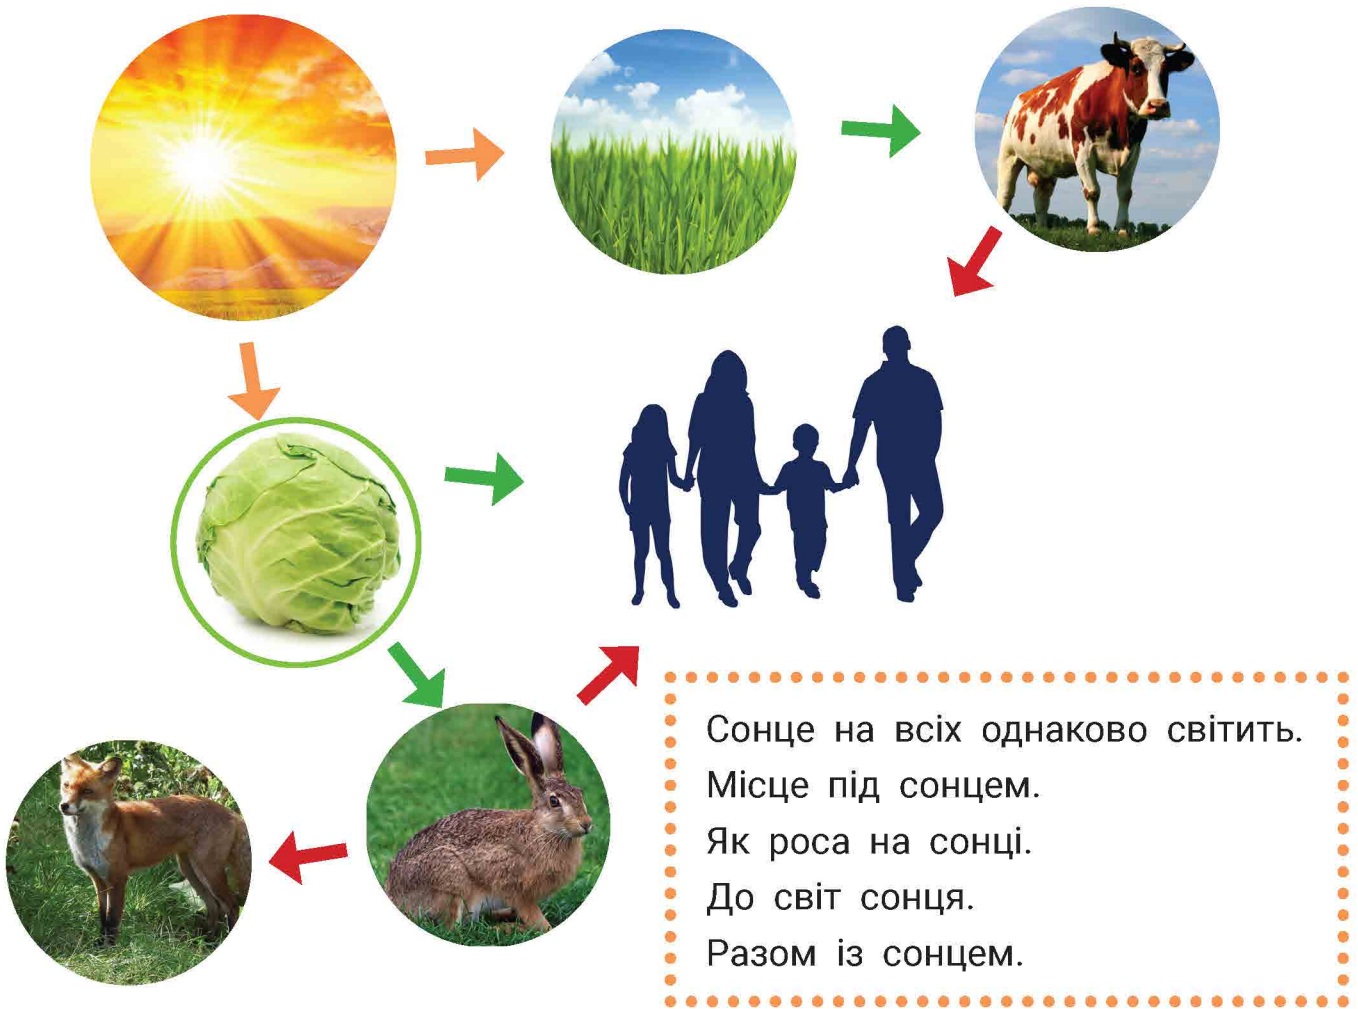 Сонце на всіх однаково світить.
Місце під сонцем.
Як роса на сонці.
До світ сонця.
Разом із сонцем.